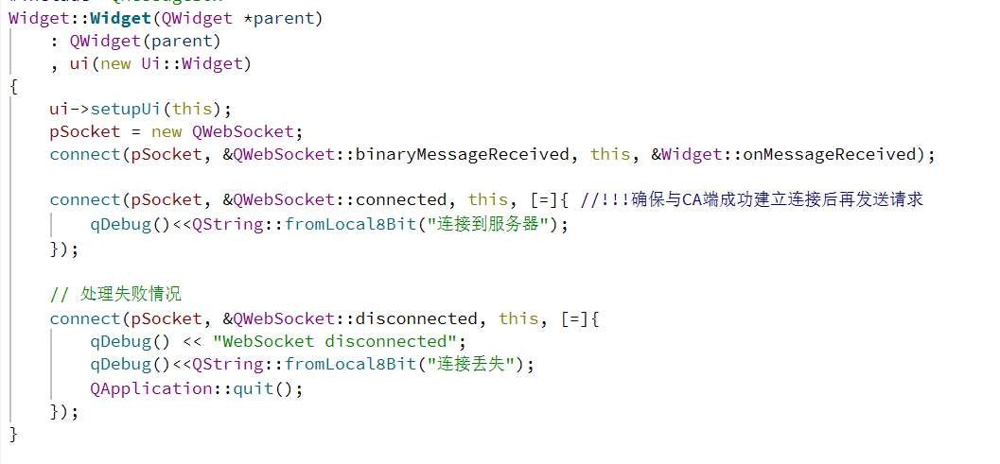 Widget::Widget(QWidget *parent)
    : QWidget(parent)
    , ui(new Ui::Widget)
{
    ui->setupUi(this);
    pSocket = new QWebSocket;
    connect(pSocket, &QWebSocket::binaryMessageReceived, this, &Widget::onMessageReceived);

    connect(pSocket, &QWebSocket::connected, this, [=]{ //!!!确保与CA端成功建立连接后再发送请求
        qDebug()<<QString::fromLocal8Bit("连接到服务器");
    });

    // 处理失败情况
    connect(pSocket, &QWebSocket::disconnected, this, [=]{
        qDebug() << "WebSocket disconnected";
        qDebug()<<QString::fromLocal8Bit("连接丢失");
        QApplication::quit();
    });
}